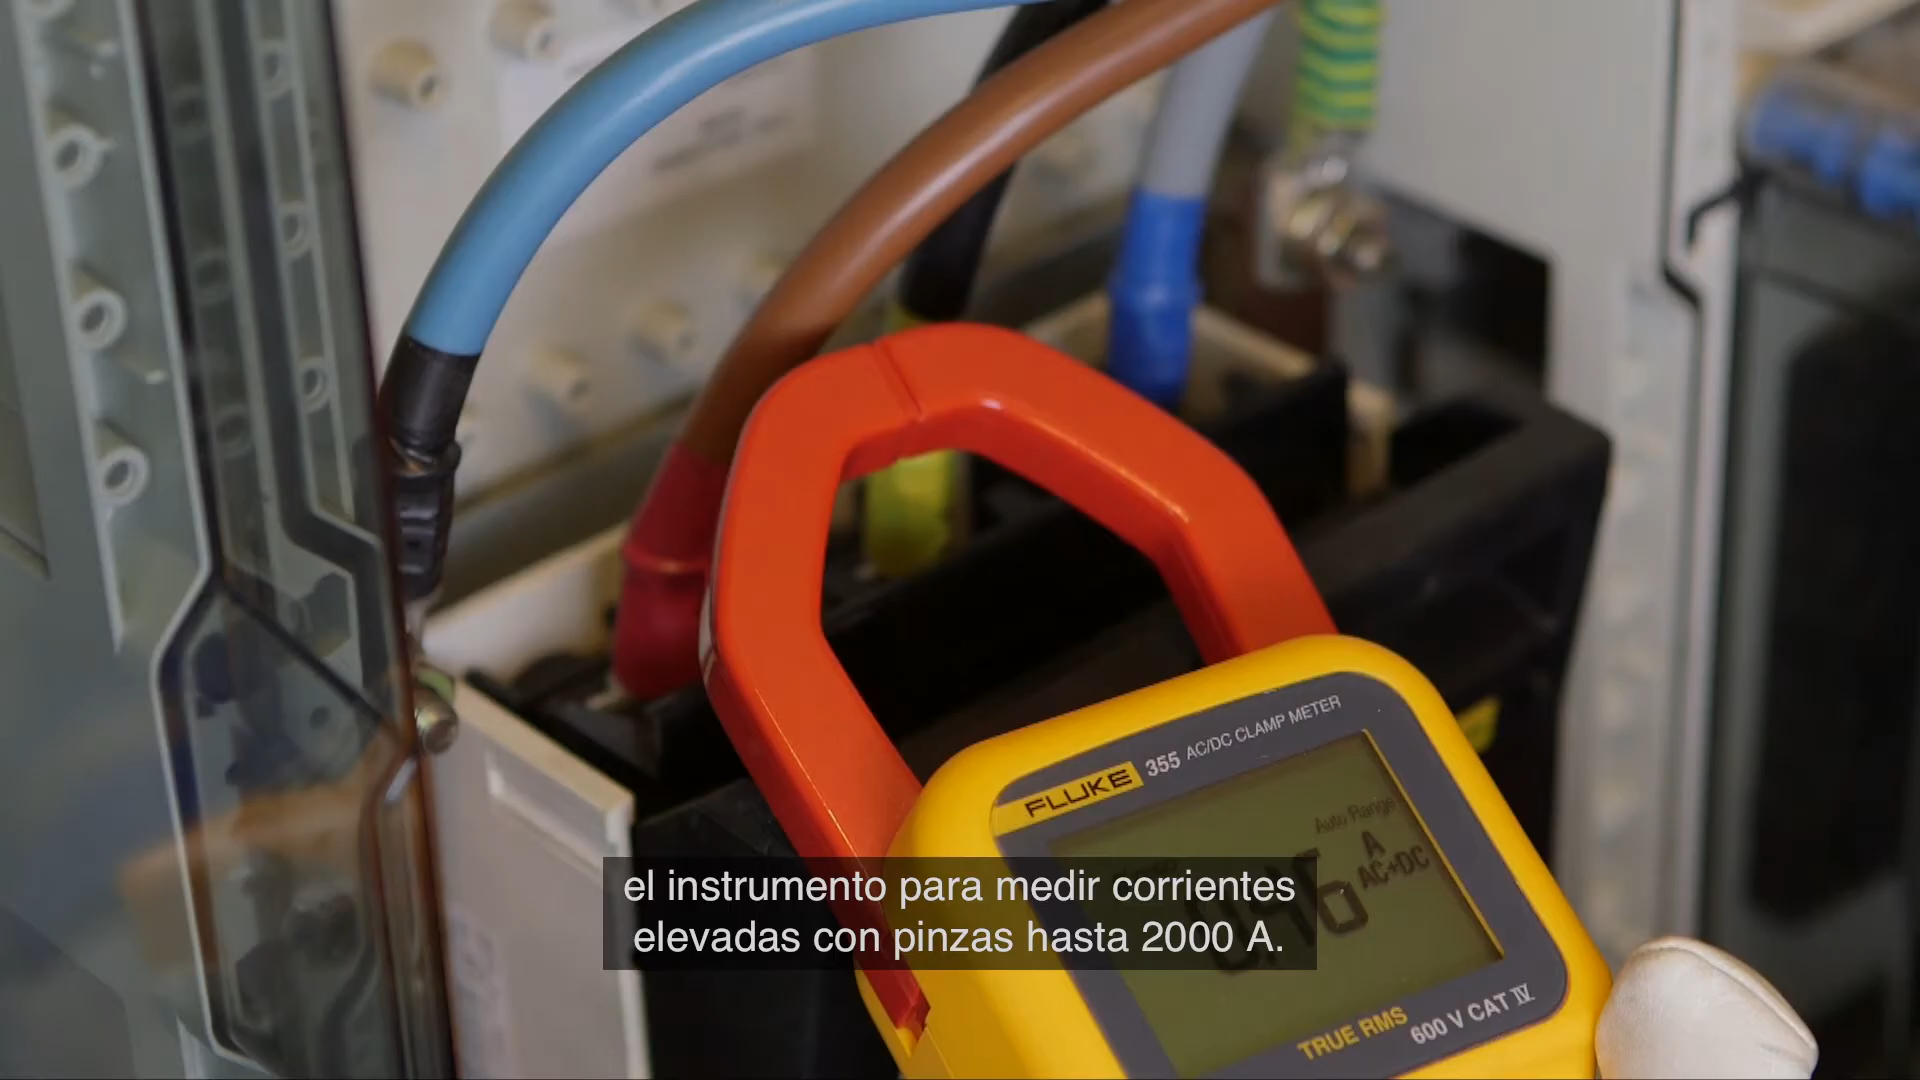 FLUKE 355 AC/DC CLAMP METER
Auto Range
A
AC+DC
el instrumento para medir corrientes
elevadas con pinzas hasta 2000 A.
TRUE RMS 600 V CAT IV